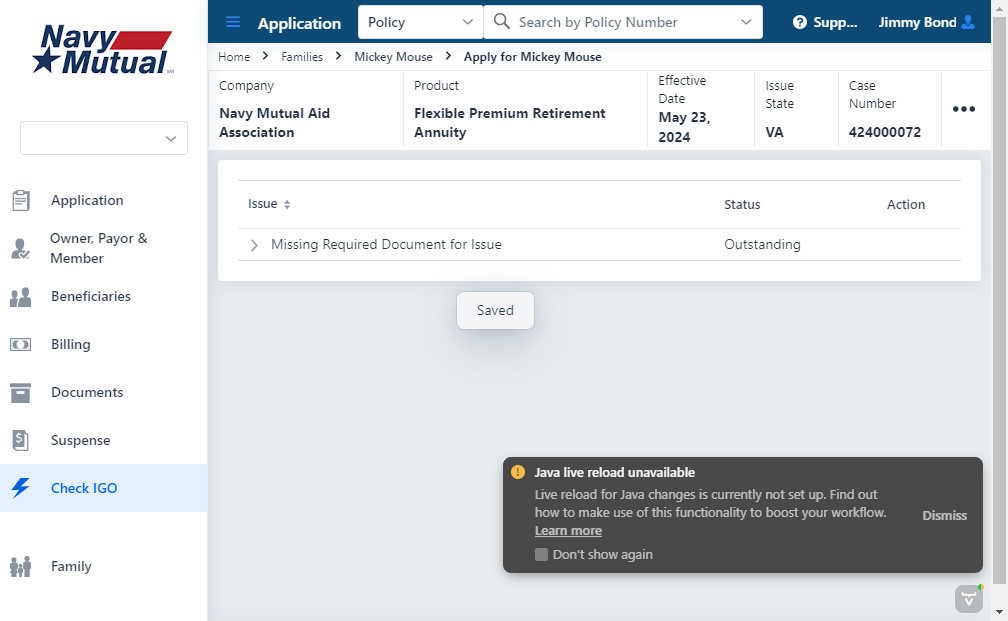 Navy
Mutual
Application
Policy
Search by Policy Number
Supp...
Jimmy Bond
Home
Families
Mickey Mouse
Apply for Mickey Mouse
Company
Navy Mutual Aid
Association
Product
Flexible Premium Retirement
Annuity
Effective
Date
May 23,
2024
Issue
State
VA
Case
Number
424000072
Application
Owner, Payor &
Member
Beneficiaries
Billing
Documents
Suspense
Check IGO
Family
Issue
Status
Action
Missing Required Document for Issue
Outstanding
Saved
Java live reload unavailable
Live reload for Java changes is currently not set up. Find out
how to make use of this functionality to boost your workflow.
Learn more
Don't show again
Dismiss